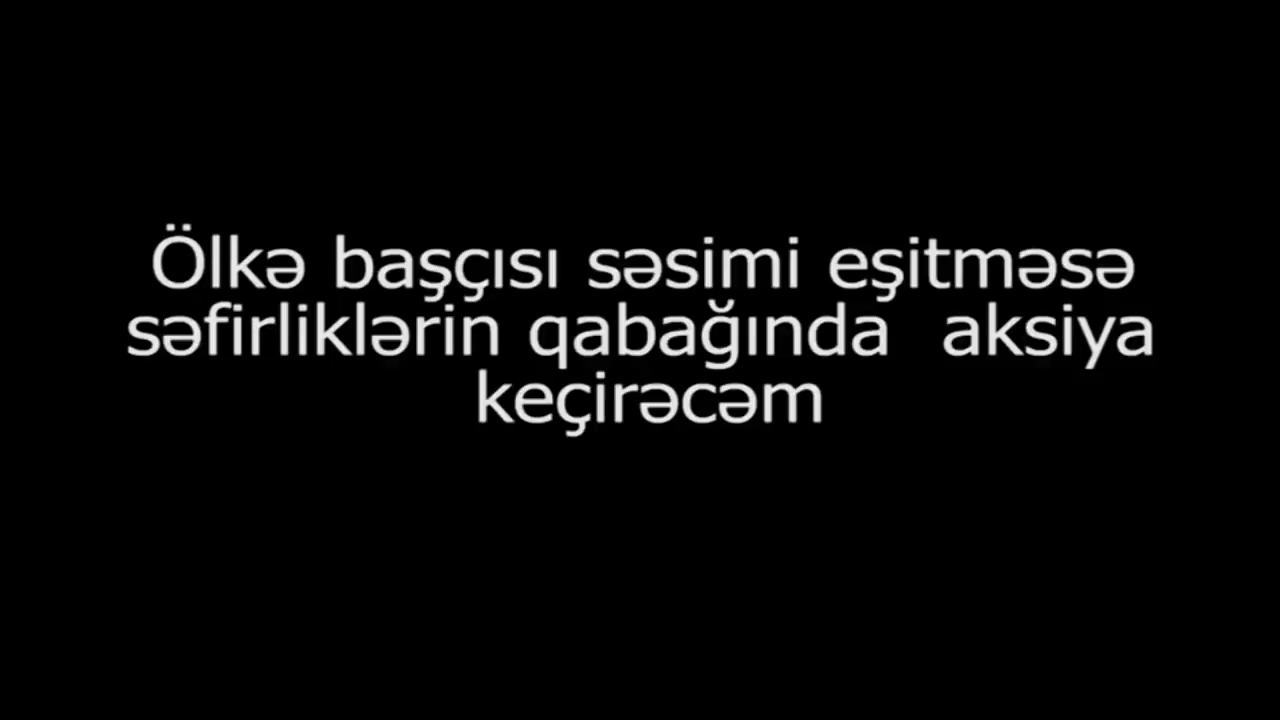 Ölkə başçısı səsimi eşitməsə
səfirliklərin qabağında  aksiya
keçirəcəm